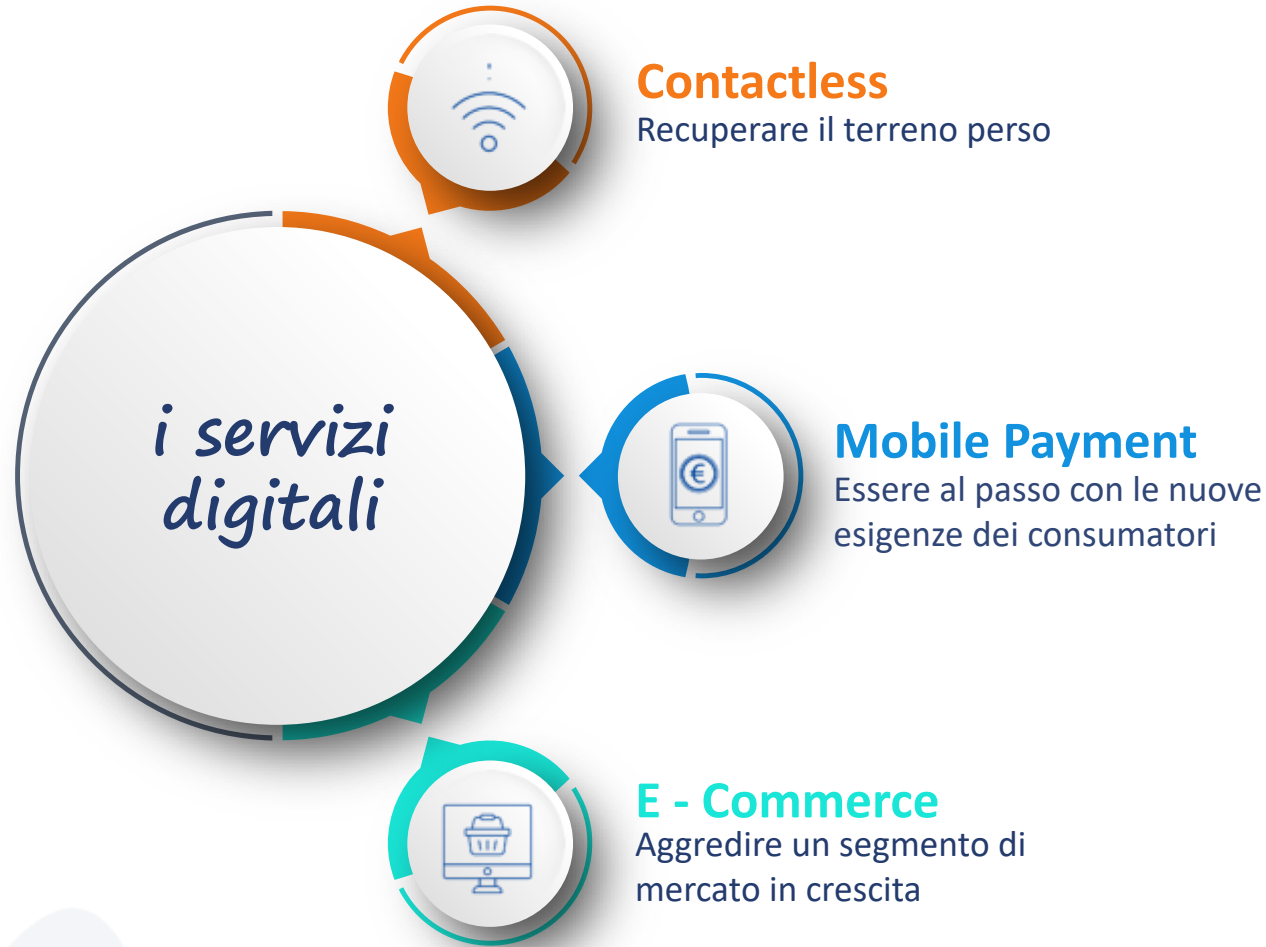 Contactless
Recuperare il terreno perso
i servizi
digitali
Mobile Payment
Essere al passo con le nuove
esigenze dei consumatori
€
E - Commerce
Aggredire un segmento di
mercato in crescita